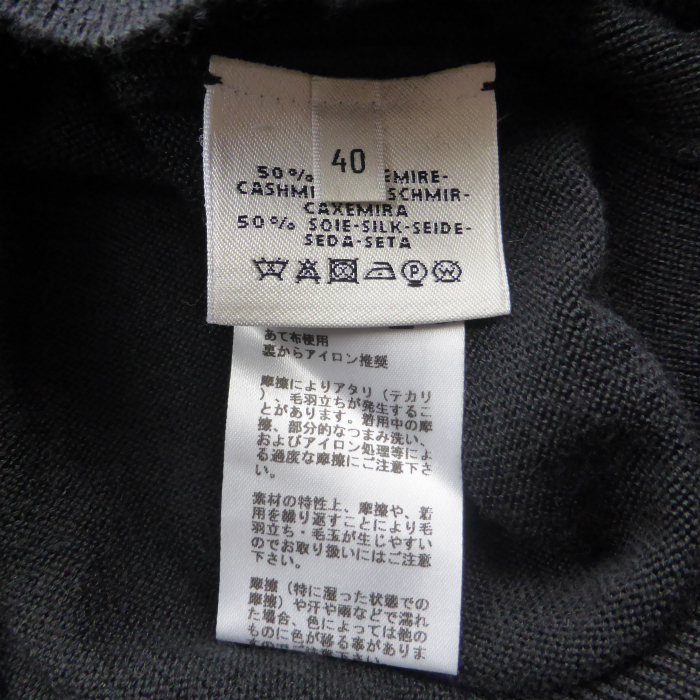 40
50% EMIRE-
CASHMI SCHMIR-
CAXEMIRA
50% SOIE-SILK-SEIDE-
SEDA-SETA
P W
あて布使用
裏からアイロン推奨
摩擦によりアタリ（テカリ
）、毛羽立ちが発生するこ
とがあります。着用中の摩
擦、部分的なつまみ洗い、
およびアイロン処理等によ
る過度な摩擦にご注意下さ
い。
素材の特性上、摩擦や、着
用を繰り返すことにより毛
羽立ち・毛玉が生じやすい
のでお取り扱いにはご注意
下さい。
摩擦（特に湿った状態での
摩擦）や汗や雨などで濡れ
た場合、色によっては他の
ものに色が移る事がありま